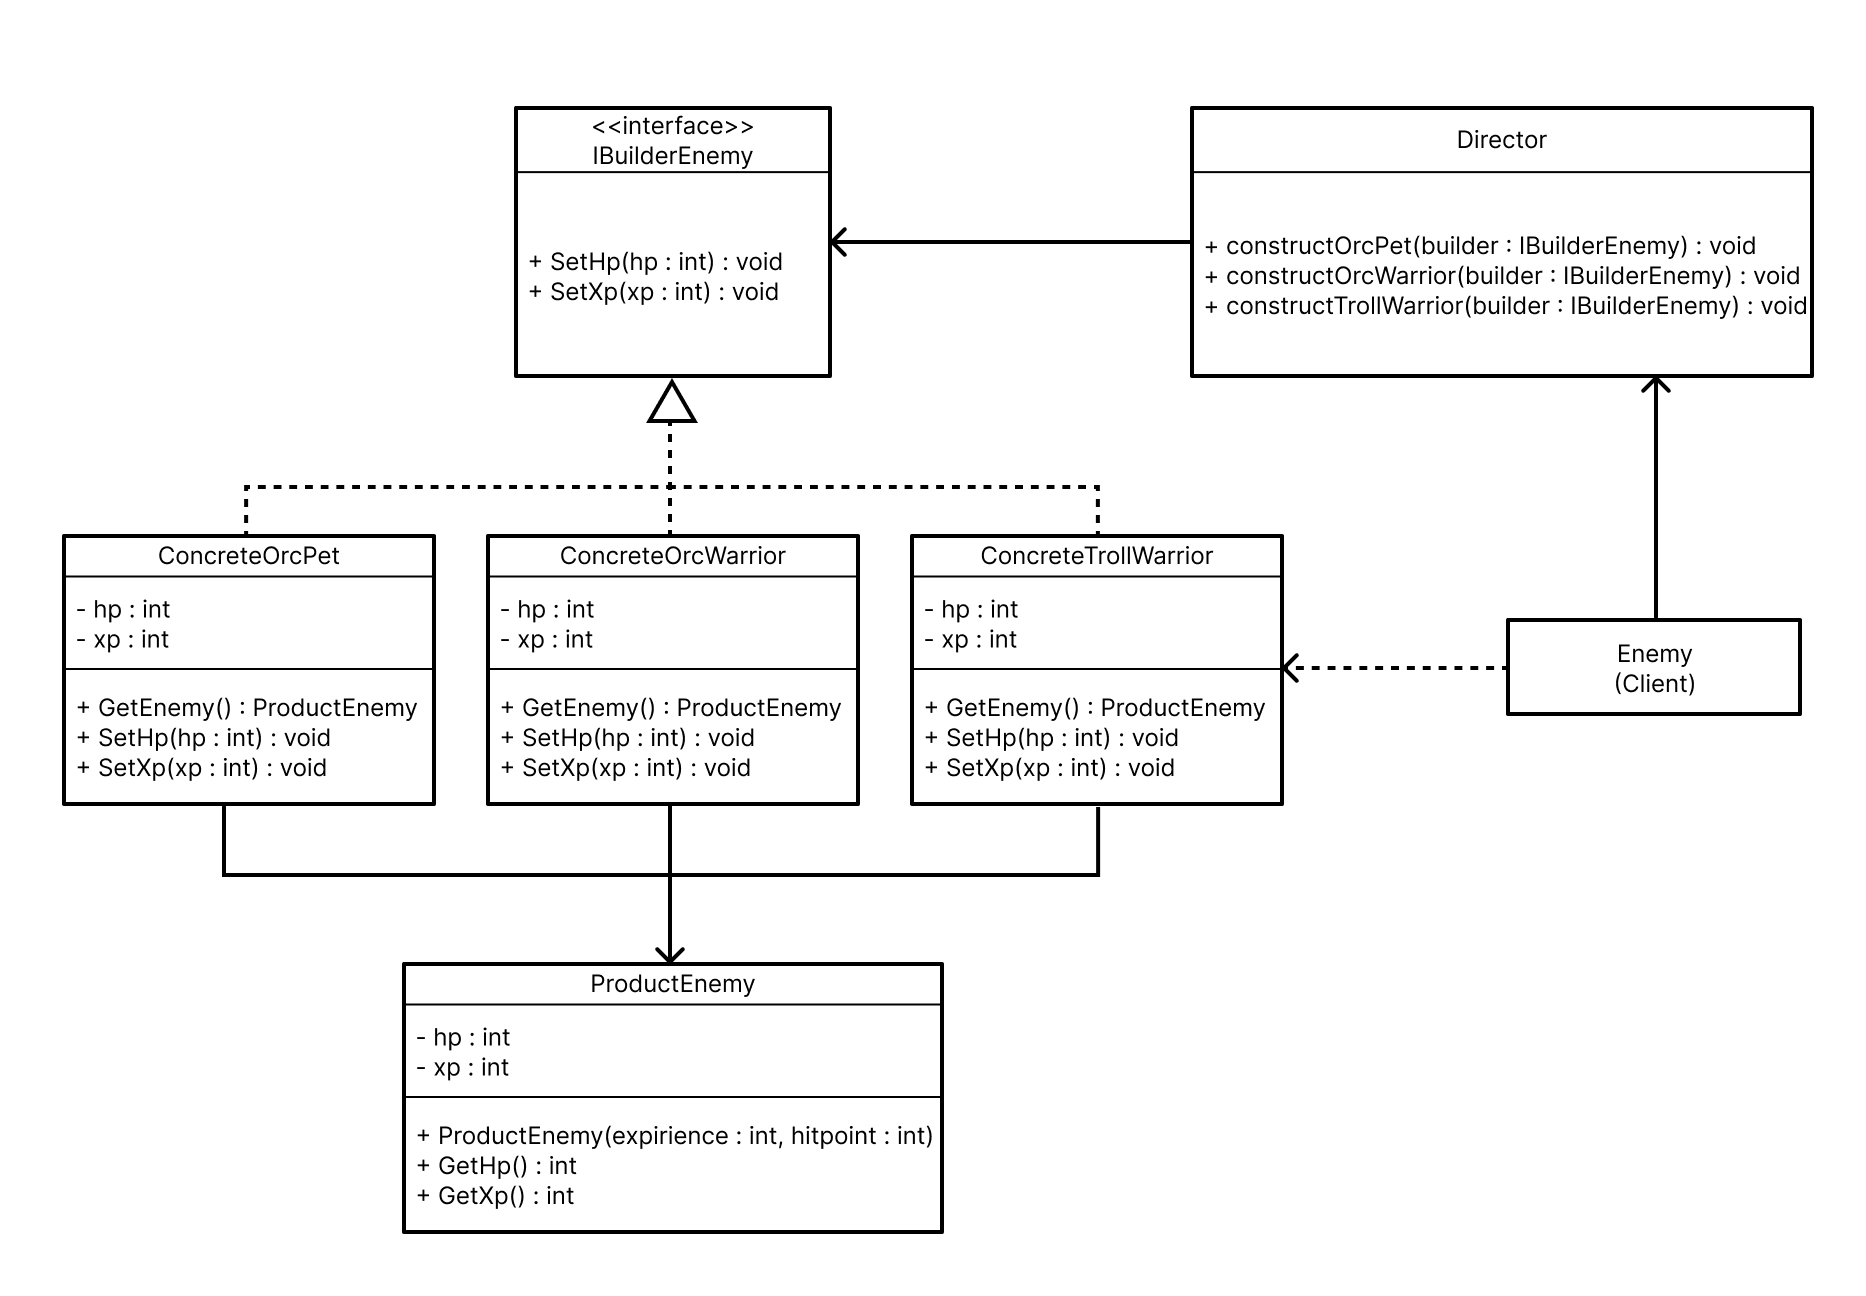 <<interface>>
IBuilderEnemy
+ SetHp(hp : int) : void
+ SetXp(xp : int) : void
Director
+ constructOrcPet(builder : IBuilderEnemy) : void
+ constructOrcWarrior(builder : IBuilderEnemy) : void
+ constructTrollWarrior(builder : IBuilderEnemy) : void
ConcreteOrcPet
- hp : int
- xp : int
+ GetEnemy() : ProductEnemy
+ SetHp(hp : int) : void
+ SetXp(xp : int) : void
ConcreteOrcWarrior
- hp : int
- xp : int
+ GetEnemy() : ProductEnemy
+ SetHp(hp : int) : void
+ SetXp(xp : int) : void
ConcreteTrollWarrior
- hp : int
- xp : int
+ GetEnemy() : ProductEnemy
+ SetHp(hp : int) : void
+ SetXp(xp : int) : void
Enemy
(Client)
ProductEnemy
- hp : int
- xp : int
+ ProductEnemy(expirience : int, hitpoint : int)
+ GetHp() : int
+ GetXp() : int